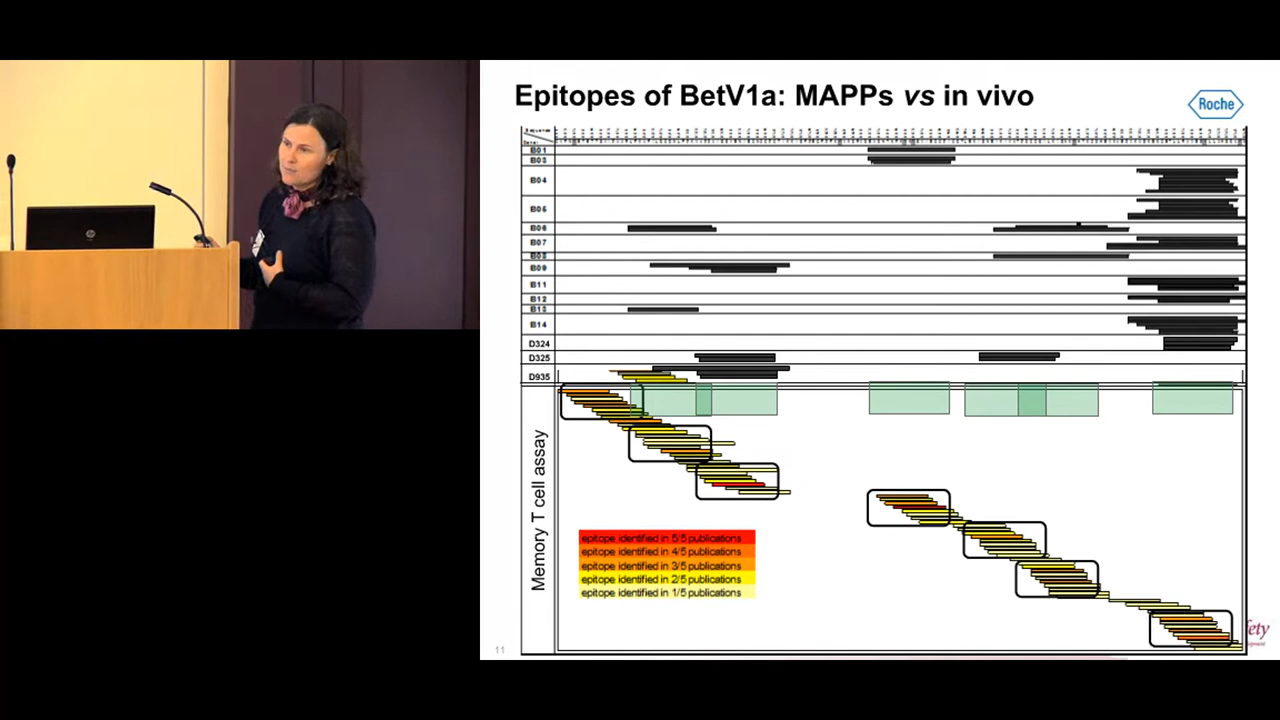 Epitopes of BetV1a: MAPPs vs in vivo
Roche
B01
B03
B04
B05
B06
B07
B08
B09
B11
B12
B13
B14
D324
D325
D935
Memory T cell assay
epitope identified in 5/5 publications
epitope identified in 4/5 publications
epitope identified in 3/5 publications
epitope identified in 2/5 publications
epitope identified in 1/5 publications
11